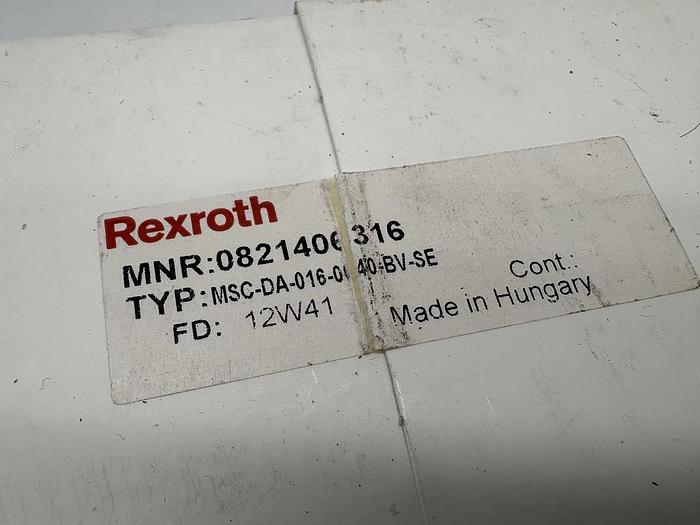 Rexroth
MNR:0821406316
TYP:MSC-DA-016-0040-BV-SE
FD: 12W41
Cont.:
Made in Hungary